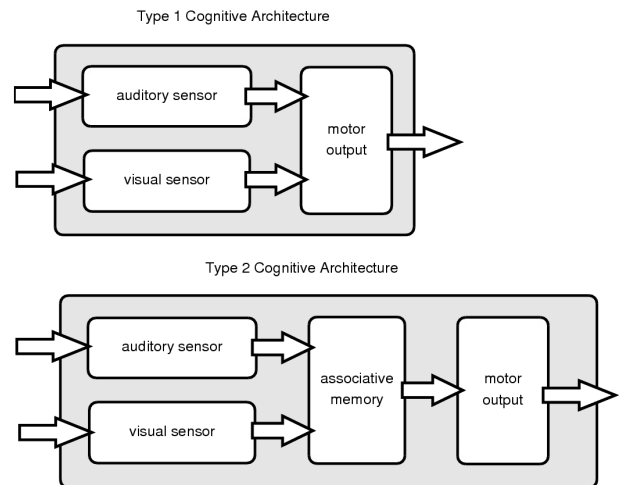 Type 1 Cognitive Architecture
auditory sensor
visual sensor
motor
output
Type 2 Cognitive Architecture
auditory sensor
visual sensor
associative
memory
motor
output